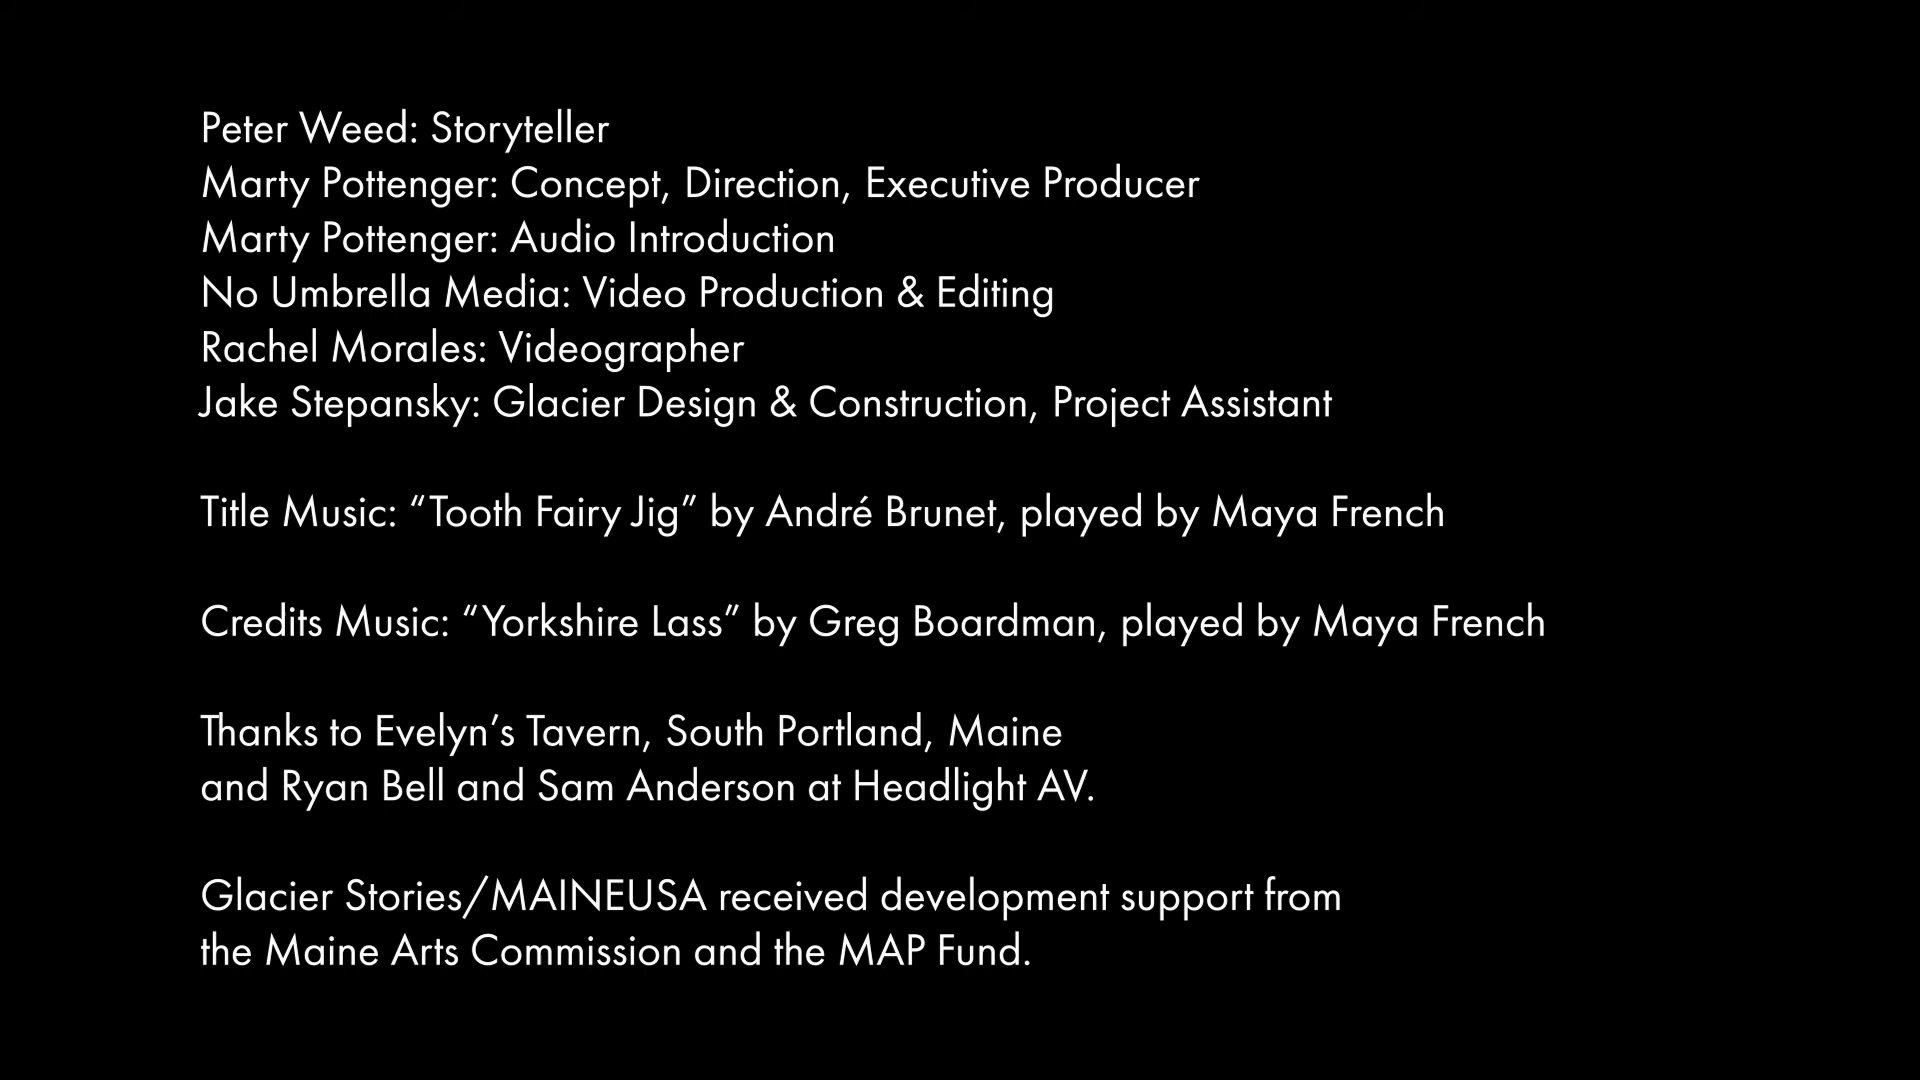 Peter Weed: Storyteller
Marty Pottenger: Concept, Direction, Executive Producer
Marty Pottenger: Audio Introduction
No Umbrella Media: Video Production & Editing
Rachel Morales: Videographer
Jake Stepansky: Glacier Design & Construction, Project Assistant
Title Music: “Tooth Fairy Jig” by André Brunet, played by Maya French
Credits Music: “Yorkshire Lass” by Greg Boardman, played by Maya French
Thanks to Evelyn’s Tavern, South Portland, Maine
and Ryan Bell and Sam Anderson at Headlight AV.
Glacier Stories/MAINEUSA received development support from
the Maine Arts Commission and the MAP Fund.